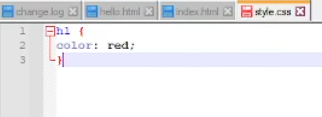 change.log hello.html index.html style.css
1 h1 {
2 color: red;
3 }